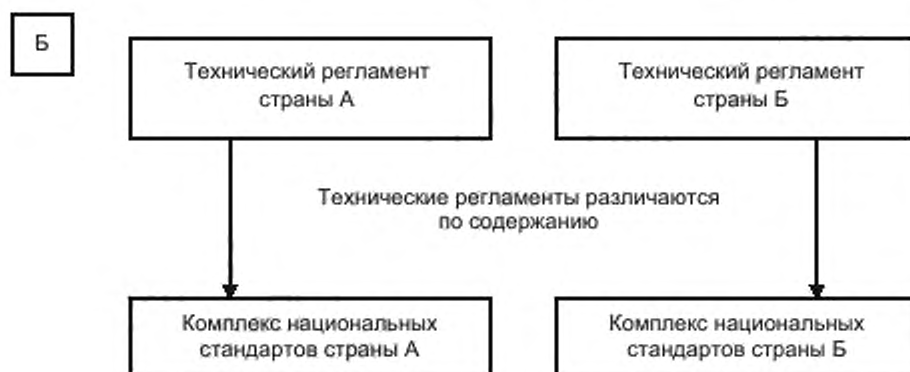 Б
Технический регламент
страны А
Технический регламент
страны Б
Технические регламенты различаются
по содержанию
Комплекс национальных
стандартов страны А
Комплекс национальных
стандартов страны Б